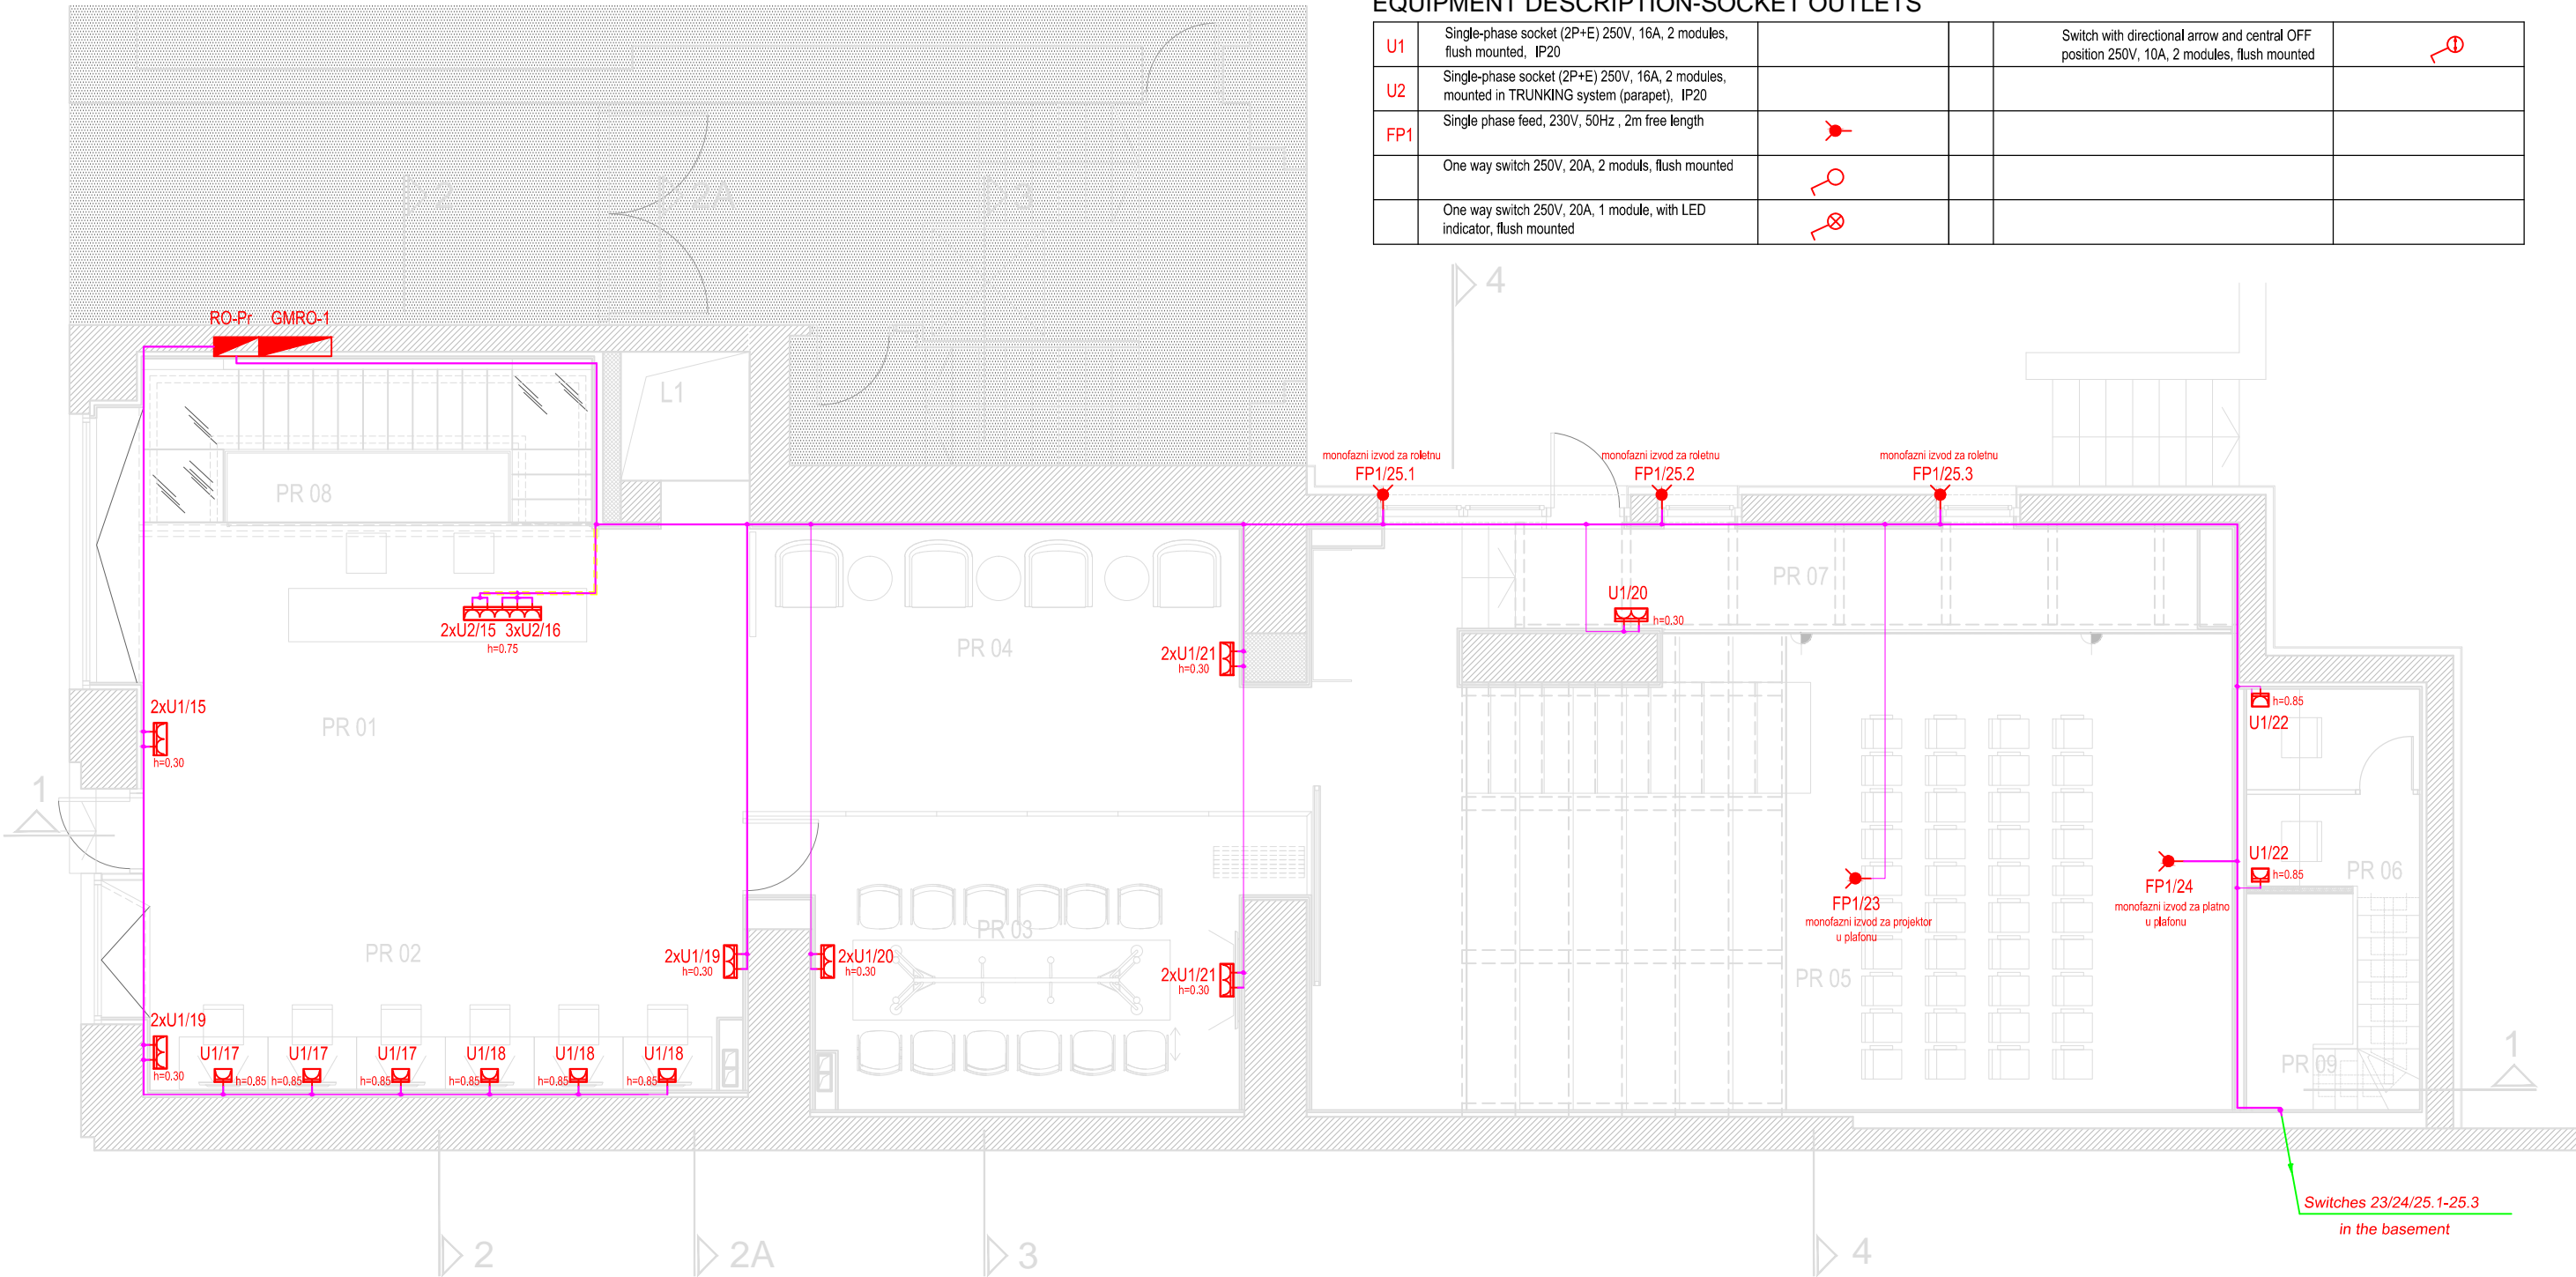 EQUIPMENT DESCRIPTION-SOCKET OUTLETS
U1
Single-phase socket (2P+E) 250V, 16A, 2 modules,
flush mounted, IP20
Switch with directional arrow and central OFF
position 250V, 10A, 2 modules, flush mounted
U2
Single-phase socket (2P+E) 250V, 16A, 2 modules,
mounted in TRUNKING system (parapet), IP20
FP1
Single phase feed, 230V, 50Hz , 2m free length
One way switch 250V, 20A, 2 moduls, flush mounted
One way switch 250V, 20A, 1 module, with LED
indicator, flush mounted
2
2A
3
4
RO-Pr GMRO-1
L1
PR 08
monofazni izvod za roletnu
FP1/25.1
monofazni izvod za roletnu
FP1/25.2
monofazni izvod za roletnu
FP1/25.3
PR 07
U1/20
h=0.30
2xU2/15 3xU2/16
h=0.75
PR 04
2xU1/21
h=0.30
2xU1/15
h=0.30
PR 01
h=0.85
U1/22
1
U1/22
h=0.85
PR 06
FP1/23
monofazni izvod za projektor
u plafonu
FP1/24
monofazni izvod za platno
u plafonu
PR 02
2xU1/19
h=0.30
2xU1/20
h=0.30
PR 03
2xU1/21
h=0.30
PR 05
2xU1/19
h=0.30
U1/17
h=0.85
U1/17
h=0.85
U1/17
h=0.85
U1/18
h=0.85
U1/18
h=0.85
U1/18
h=0.85
PR 09
1
Switches 23/24/25.1-25.3
in the basement
2
2A
3
4